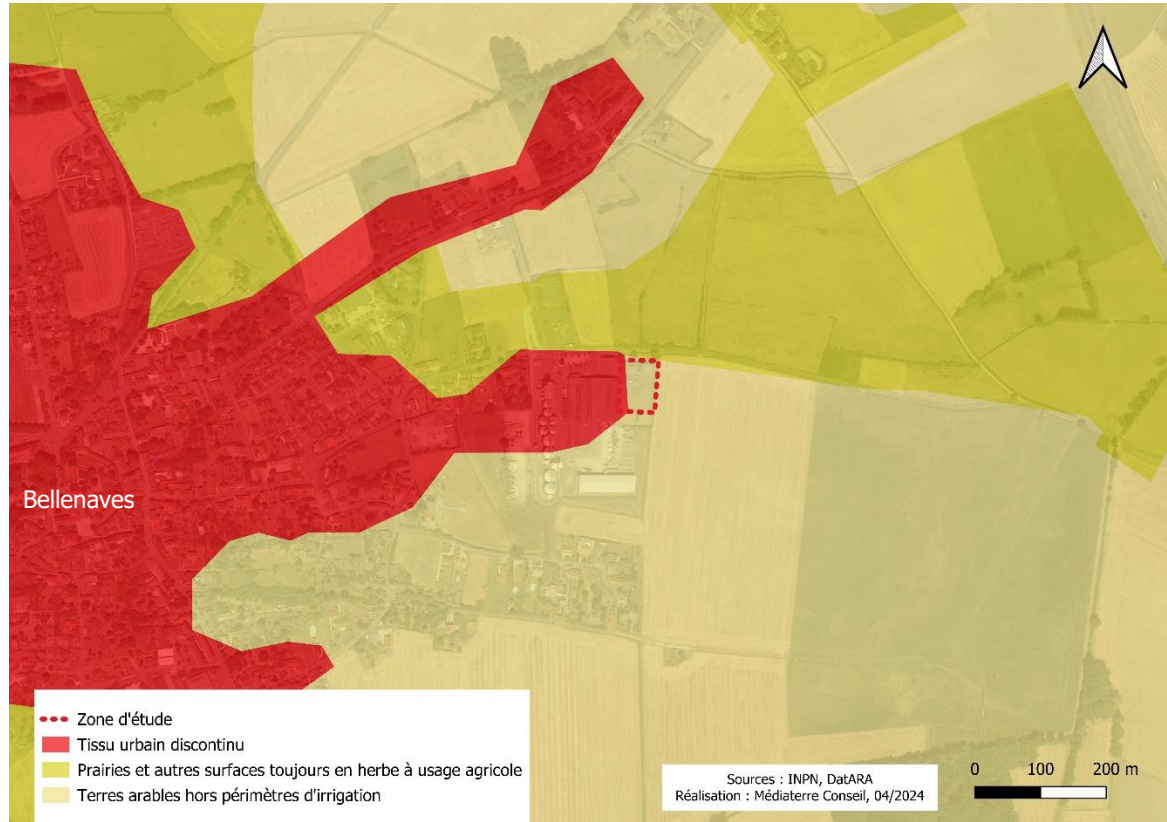 Bellenaves
Zone d'étude
Tissu urbain discontinu
Prairies et autres surfaces toujours en herbe à usage agricole
Terres arables hors périmètres d'irrigation
Sources : INPN, DatARA
Réalisation : Médiaterre Conseil, 04/2024
0 100 200 m